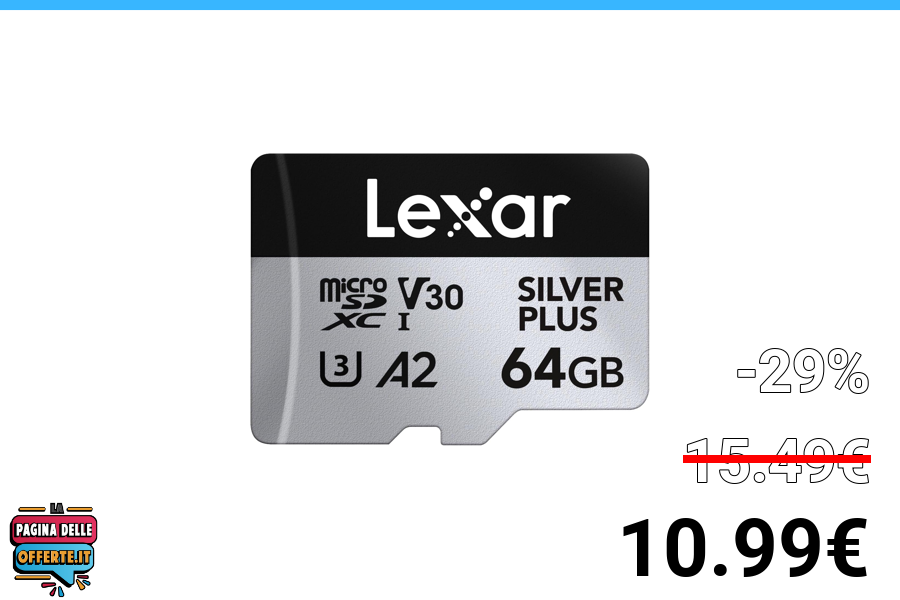 Lexar
micro SD XC I V30
SILVER
PLUS
U3 A2
64GB
-29%
15.49€
10.99€
LA
PAGINA DELLE
OFFERTE.IT